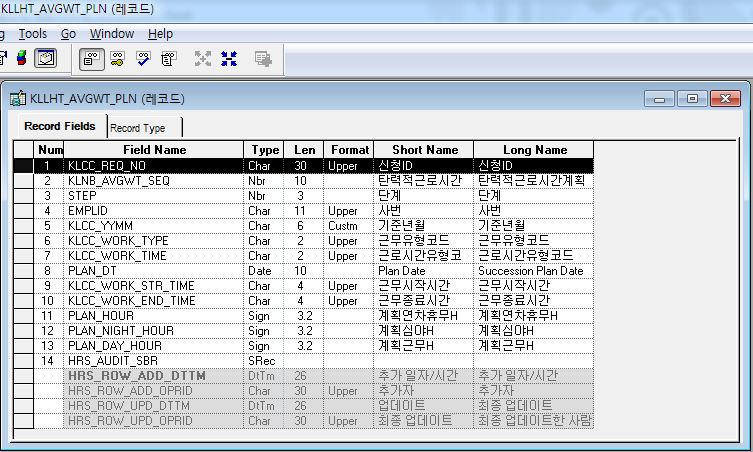 KLLHT_AVGWT_PLN (레코드)
g Tools Go Window Help
KLLHT_AVGWT_PLN (레코드)
Record Fields Record Type
Num Field Name Type Len Format Short Name Long Name
1 KLCC_REQ_NO Char 30 Upper 신청ID 신청ID
2 KLNB_AVGWT_SEQ Nbr 10 탄력적근로시간 탄력적근로시간계획
3 STEP Nbr 3 단계 단계
4 EMPLID Char 11 Upper 사번 사번
5 KLCC_YYMM Char 6 Custm 기준년월 기준년월
6 KLCC_WORK_TYPE Char 2 Upper 근무유형코드 근무유형코드
7 KLCC_WORK_TIME Char 2 Upper 근로시간유형코 근로시간유형코드
8 PLAN_DT Date 10 Plan Date Succession Plan Date
9 KLCC_WORK_STR_TIME Char 4 Upper 근무시작시간 근무시작시간
10 KLCC_WORK_END_TIME Char 4 Upper 근무종료시간 근무종료시간
11 PLAN_HOUR Sign 3.2 계획연차휴무H 계획연차휴무H
12 PLAN_NIGHT_HOUR Sign 3.2 계획심야H 계획심야H
13 PLAN_DAY_HOUR Sign 3.2 계획근무H 계획근무H
14 HRS_AUDIT_SBR SRec
HRS_ROW_ADD_DTTM DtTm 26 추가 일자/시간 추가 일자/시간
HRS_ROW_ADD_OPRID Char 30 Upper 추가자 추가자
HRS_ROW_UPD_DTTM DtTm 26 업데이트 최종 업데이트
HRS_ROW_UPD_OPRID Char 30 Upper 최종 업데이트 최종 업데이트한 사람